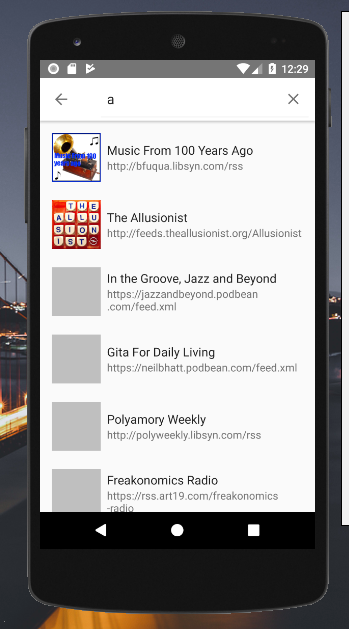 12:29
a
Music From 100 Years Ago
http://bfuqua.libsyn.com/rss
THE
ALLU
SION
IST
The Allusionist
http://feeds.theallusionist.org/Allusionist
In the Groove, Jazz and Beyond
https://jazzandbeyond.podbean
.com/feed.xml
Gita For Daily Living
https://neilbhatt.podbean.com/feed.xml
Polyamory Weekly
http://polyweekly.libsyn.com/rss
Freakonomics Radio
https://rss.art19.com/freakonomics
-radio